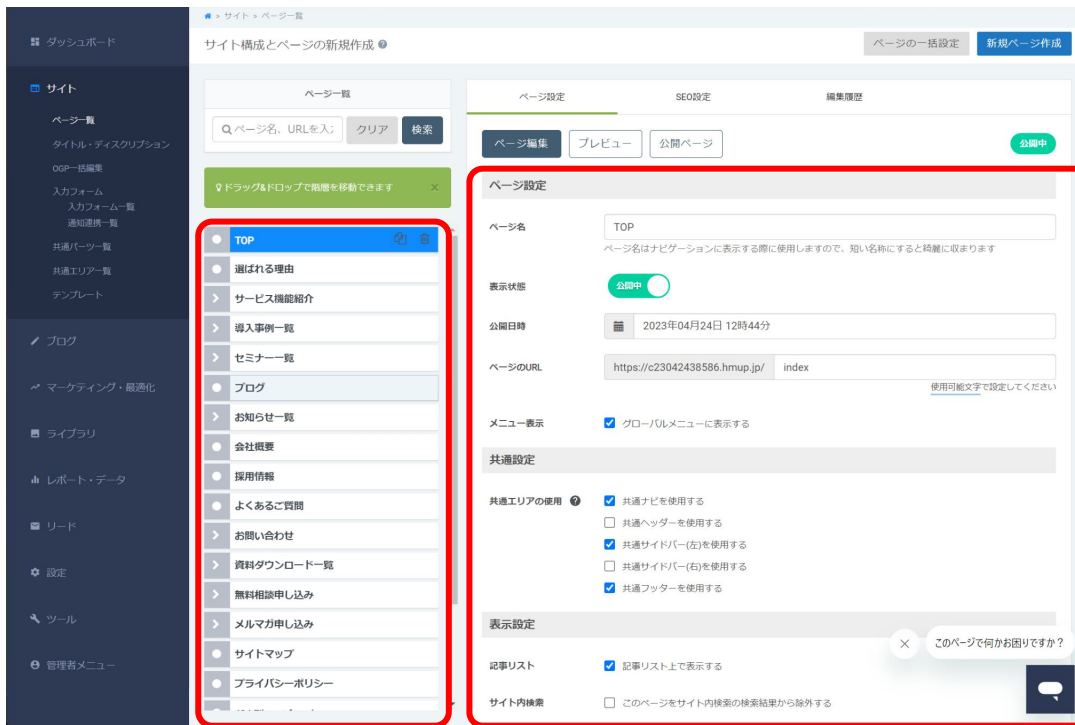 サイト » ページ一覧
ダッシュボード
サイト構成とページの新規作成
ページの一括設定
新規ページ作成
サイト
ページ一覧
タイトル・ディスクリプション
OGP一括編集
入力フォーム
入力フォーム一覧
通知連携一覧
共通パーツ一覧
共通エリア一覧
テンプレート
ブログ
マーケティング・最適化
ライブラリ
レポート・データ
リード
設定
ツール
管理者メニュー
ページ一覧
ページ名、URLを入
クリア
検索
ドラッグ&ドロップで階層を移動できます
TOP
選ばれる理由
サービス機能紹介
導入事例一覧
セミナー一覧
ブログ
お知らせ一覧
会社概要
採用情報
よくあるご質問
お問い合わせ
資料ダウンロード一覧
無料相談申し込み
メルマガ申し込み
サイトマップ
プライバシーポリシー
ページ設定
SEO設定
編集履歴
ページ編集
プレビュー
公開ページ
公開中
ページ設定
ページ名
TOP
ページ名はナビゲーションに表示する際に使用しますので、短い名称にすると綺麗に収まります
表示状態
公開中
公開日時
2023年04月24日 12時44分
ページのURL
https://c23042438586.hmup.jp/
index
使用可能文字で設定してください
メニュー表示
グローバルメニューに表示する
共通設定
共通エリアの使用
共通ナビを使用する
共通ヘッダーを使用する
共通サイドバー(左)を使用する
共通サイドバー(右)を使用する
共通フッターを使用する
表示設定
このページで何かお困りですか？
記事リスト
記事リスト上で表示する
サイト内検索
このページをサイト内検索の検索結果から除外する